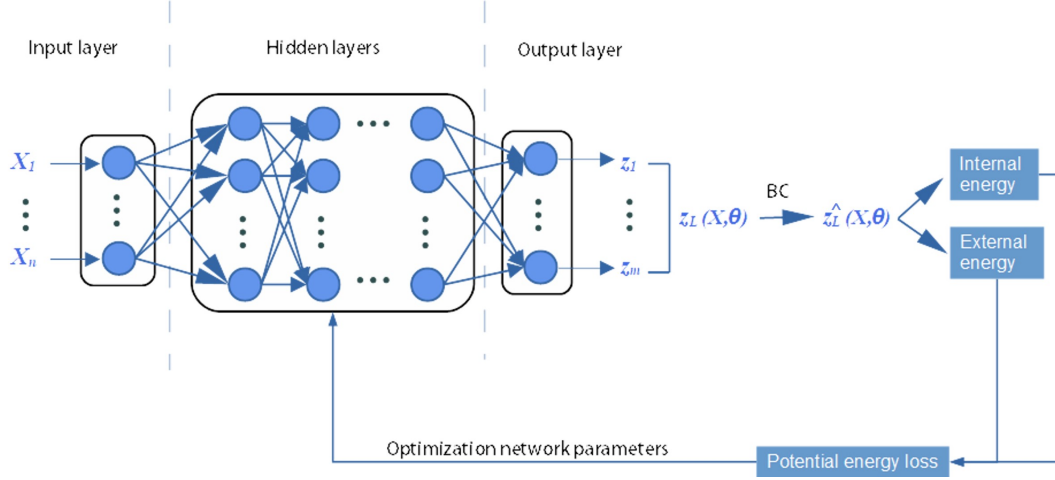 Input layer
Hidden layers
Output layer
X1
Xn
z1
zm
zL (X,θ)
BC
zL^ (X,θ)
Internal
energy
External
energy
Optimization network parameters
Potential energy loss